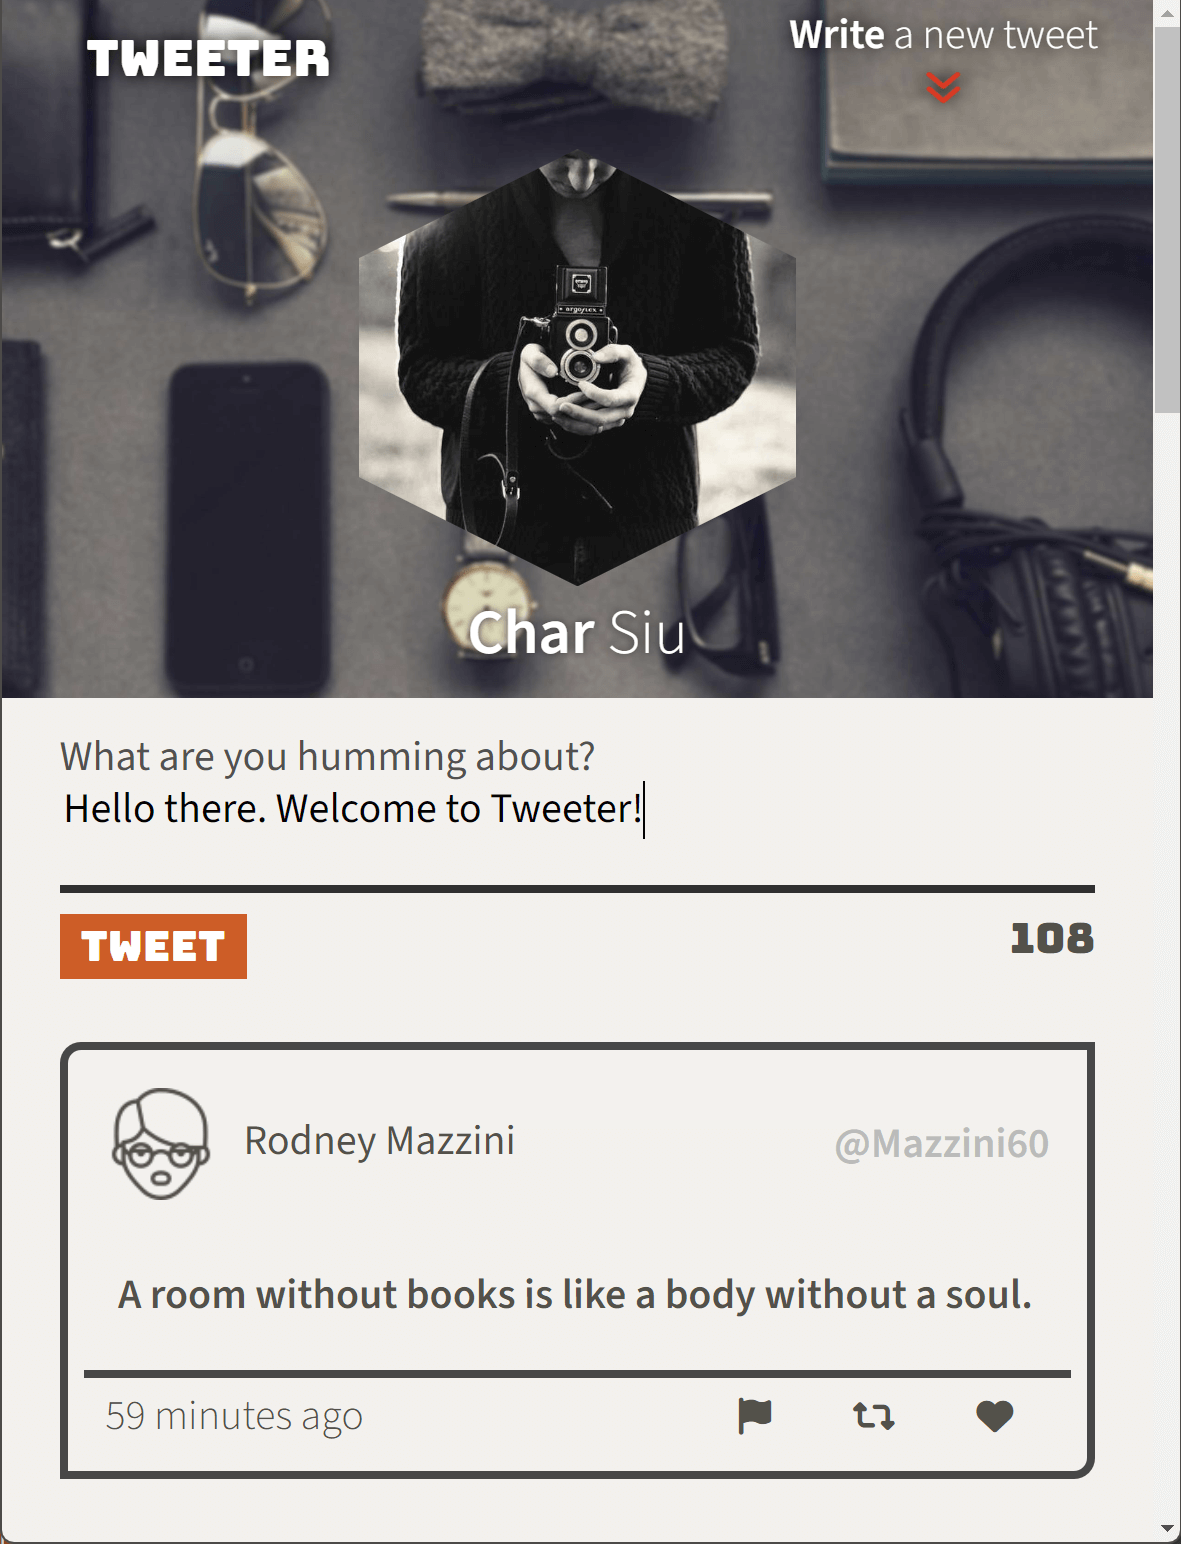 TWEETER
Write a new tweet
argoflex
Char Siu
What are you humming about?
Hello there. Welcome to Tweeter!
TWEET
108
Rodney Mazzini
@Mazzini60
A room without books is like a body without a soul.
59 minutes ago